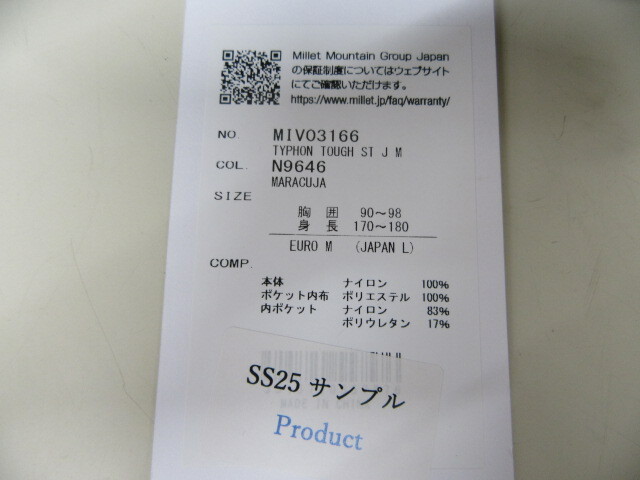 Millet Mountain Group Japan
の保証制度についてはウェブサイト
にてご確認いただけます。
https://www.millet.jp/faq/warranty/
NO. MIV03166
TYPHON TOUGH ST J M
COL. N9646
MARACUJA
SIZE
胸 囲 90～98
身 長 170～180
EURO M (JAPAN L)
COMP.
本体 ナイロン 100%
ポケット内布 ポリエステル 100%
内ポケット ナイロン 83%
ポリウレタン 17%
SS25 サンプル
MADE IN
Product